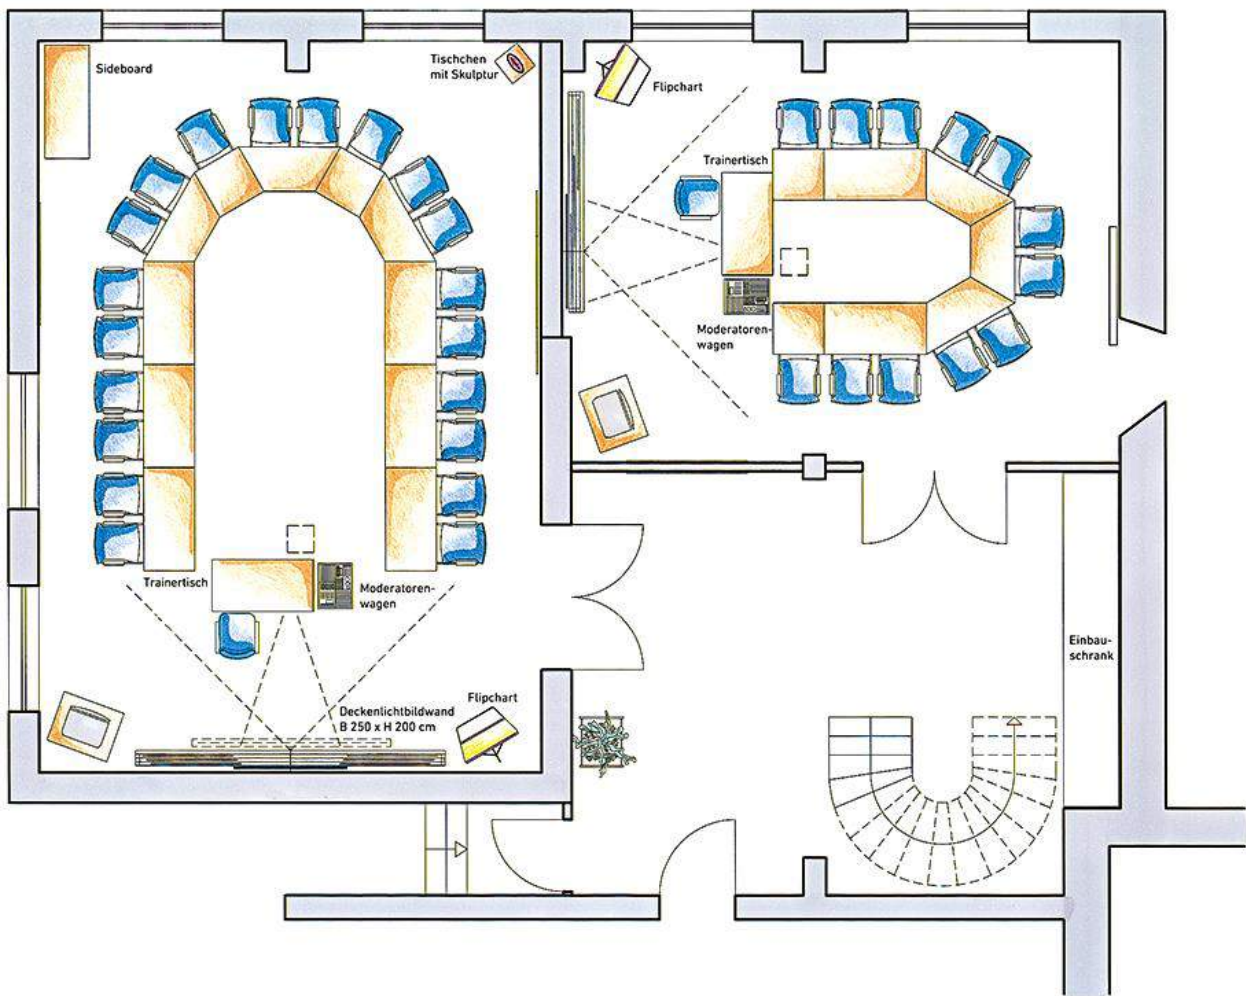 Sideboard
Tischchen
mit Skulptur
Flipchart
Trainertisch
Moderatoren-
wagen
Trainertisch
Moderatoren-
wagen
Deckenlichtbildwand
B 250 x H 200 cm
Flipchart
Einbau-
schrank